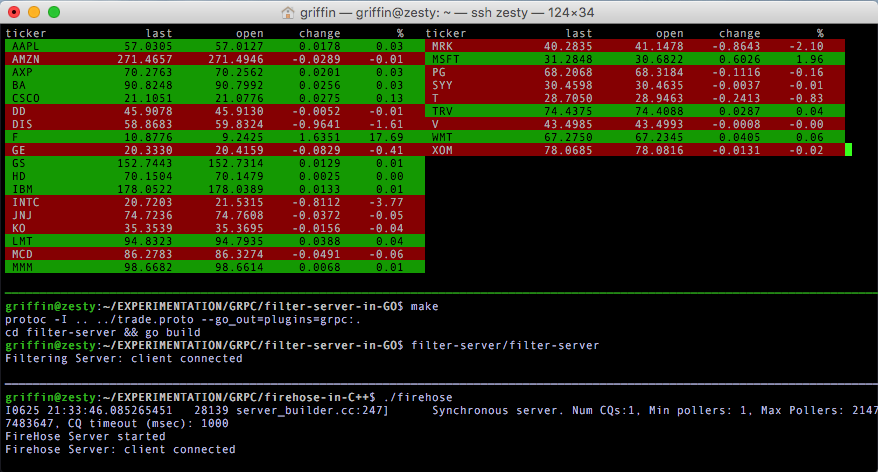 griffin — griffin@zesty: ~ — ssh zesty — 124×34
ticker last open change % ticker last open change %
AAPL 57.0305 57.0127 0.0178 0.03 MRK 40.2835 41.1478 -0.8643 -2.10
AMZN 271.4657 271.4946 -0.0289 -0.01 MSFT 31.2848 30.6822 0.6026 1.96
AXP 70.2763 70.2562 0.0201 0.03 PG 68.2068 68.3184 -0.1116 -0.16
BA 90.8248 90.7992 0.0256 0.03 SYY 30.4598 30.4635 -0.0037 -0.01
CSCO 21.1051 21.0776 0.0275 0.13 T 28.7050 28.9463 -0.2413 -0.83
DD 45.9078 45.9130 -0.0052 -0.01 TRV 74.4375 74.4088 0.0287 0.04
DIS 58.8683 59.8324 -0.9641 -1.61 V 43.4985 43.4993 -0.0008 -0.00
F 10.8776 9.2425 1.6351 17.69 WMT 67.2750 67.2345 0.0405 0.06
GE 20.3330 20.4159 -0.0829 -0.41 XOM 78.0685 78.0816 -0.0131 -0.02
GS 152.7443 152.7314 0.0129 0.01
HD 70.1504 70.1479 0.0025 0.00
IBM 178.0522 178.0389 0.0133 0.01
INTC 20.7203 21.5315 -0.8112 -3.77
JNJ 74.7236 74.7608 -0.0372 -0.05
KO 35.3539 35.3695 -0.0156 -0.04
LMT 94.8323 94.7935 0.0388 0.04
MCD 86.2783 86.3274 -0.0491 -0.06
MMM 98.6682 98.6614 0.0068 0.01
griffin@zesty:~/EXPERIMENTATION/GRPC/filter-server-in-GO$ make
protoc -I .. ../trade.proto --go_out=plugins=grpc:.
cd filter-server && go build
griffin@zesty:~/EXPERIMENTATION/GRPC/filter-server-in-GO$ filter-server/filter-server
Filtering Server: client connected
griffin@zesty:~/EXPERIMENTATION/GRPC/firehose-in-C++$ ./firehose
I0625 21:33:46.085265451 28139 server_builder.cc:247] Synchronous server. Num CQs:1, Min pollers: 1, Max Pollers: 2147
7483647, CQ timeout (msec): 1000
FireHose Server started
Firehose Server: client connected